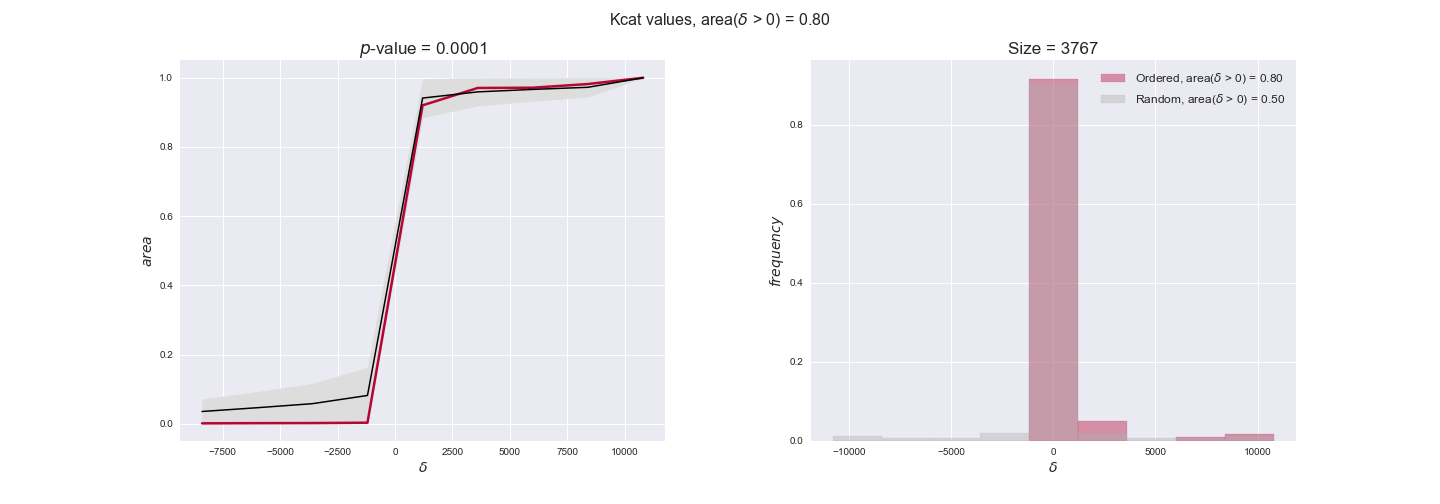 Kcat values, area(δ > 0) = 0.80
p-value = 0.0001
1.0
0.8
0.6
0.4
0.2
0.0
area
−7500 −5000 −2500 0 2500 5000 7500 10000
δ
Size = 3767
Ordered, area(δ > 0) = 0.80
Random, area(δ > 0) = 0.50
0.8
0.6
0.4
0.2
0.0
frequency
−10000 −5000 0 5000 10000
δ